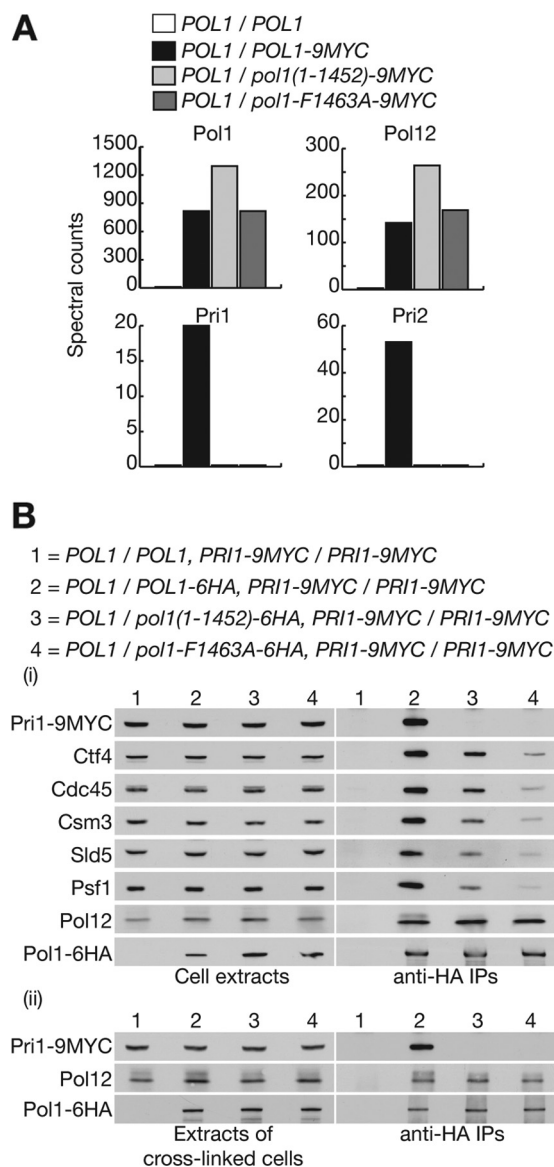 A
POL1 / POL1
POL1 / POL1-9MYC
POL1 / pol1(1-1452)-9MYC
POL1 / pol1-F1463A-9MYC
Pol1
Pol12
Spectral counts
1500
1200
900
600
300
0
300
200
100
0
Pri1
Pri2
20
15
10
5
0
60
40
20
0
B
1 = POL1 / POL1, PRI1-9MYC / PRI1-9MYC
2 = POL1 / POL1-6HA, PRI1-9MYC / PRI1-9MYC
3 = POL1 / pol1(1-1452)-6HA, PRI1-9MYC / PRI1-9MYC
4 = POL1 / pol1-F1463A-6HA, PRI1-9MYC / PRI1-9MYC
(i)
1 2 3 4 1 2 3 4
Pri1-9MYC
Ctf4
Cdc45
Csm3
Sld5
Psf1
Pol12
Pol1-6HA
Cell extracts anti-HA IPs
(ii)
1 2 3 4 1 2 3 4
Pri1-9MYC
Pol12
Pol1-6HA
Extracts of anti-HA IPs
cross-linked cells